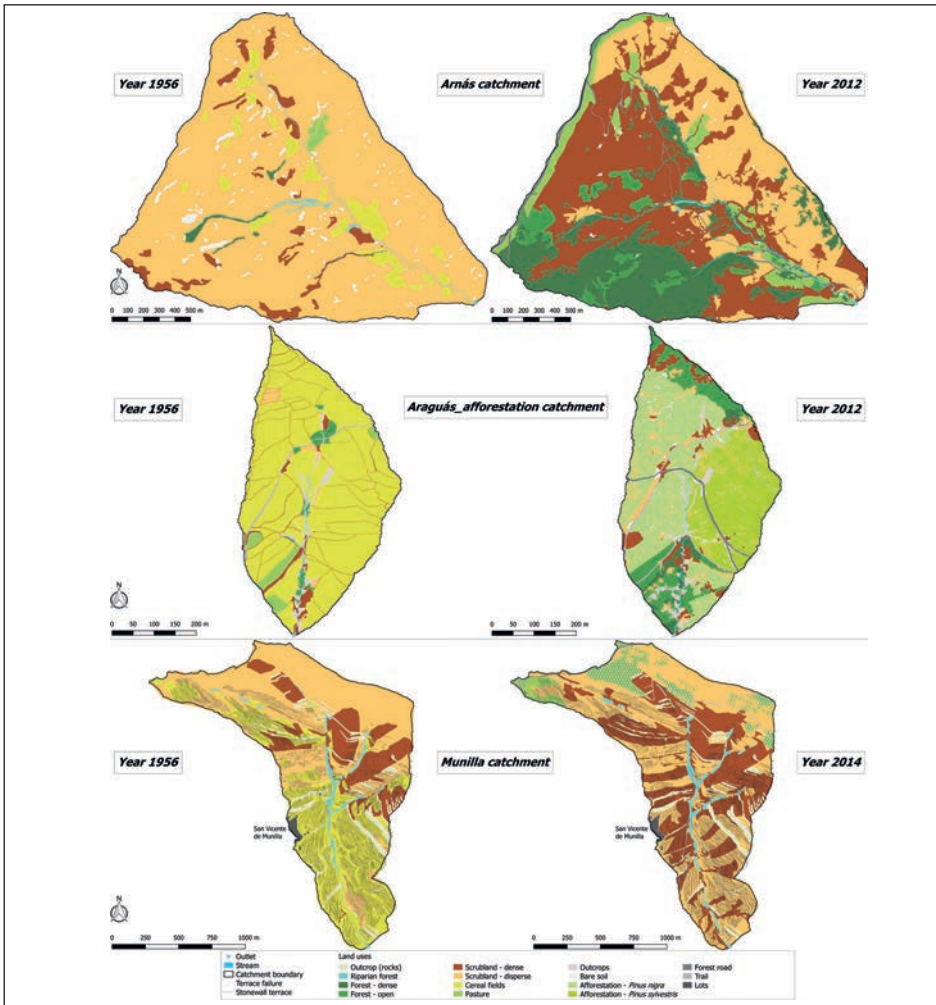 Year 1956
Arnás catchment
Year 2012
N
0 100 200 300 400 500 m
0 100 200 300 400 500 m
Year 1956
Araguás_afforestation catchment
Year 2012
N
0 50 100 150 200 m
0 50 100 150 200 m
Year 1956
Munilla catchment
Year 2014
San Vicente
de Munilla
San Vicente
de Munilla
N
0 250 500 750 1000 m
0 250 500 750 1000 m
Outlet
Stream
Catchment boundary
Terrace failure
Stonewall terrace
Land uses
Outcrop (rocks)
Riparian forest
Forest - dense
Forest - open
Scrubland - dense
Scrubland - disperse
Cereal fields
Pasture
Outcrops
Bare soil
Afforestation - Pinus nigra
Afforestation - Pinus sylvestris
Forest road
Trail
Lots